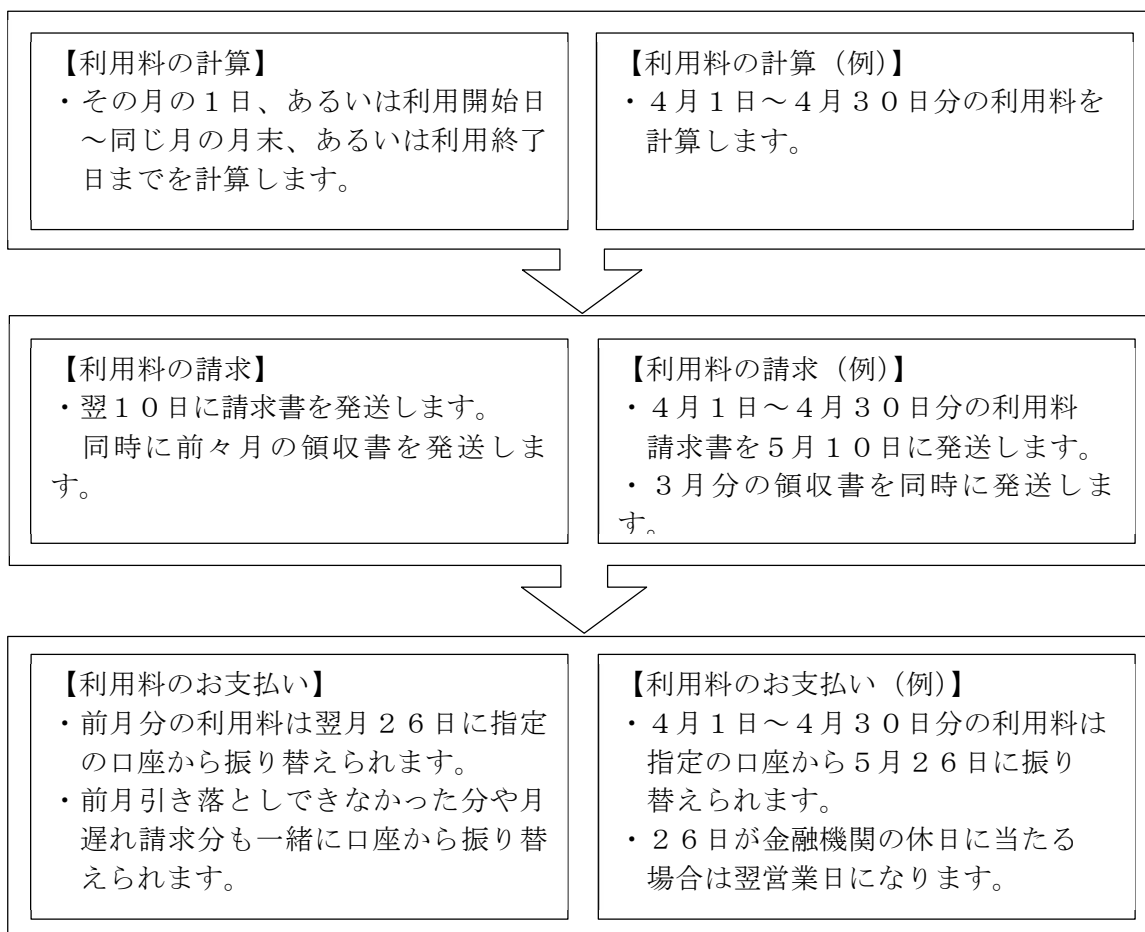 【利用料の計算】
・その月の１日、あるいは利用開始日
～同じ月の月末、あるいは利用終了
日までを計算します。
【利用料の計算（例）】
・４月１日～４月３０日分の利用料を
計算します。
【利用料の請求】
・翌１０日に請求書を発送します。
同時に前々月の領収書を発送しま
す。
【利用料の請求（例）】
・４月１日～４月３０日分の利用料
請求書を５月１０日に発送します。
・３月分の領収書を同時に発送しま
す。
【利用料のお支払い】
・前月分の利用料は翌月２６日に指定
の口座から振り替えられます。
・前月引き落としできなかった分や月
遅れ請求分も一緒に口座から振り替
えられます。
【利用料のお支払い（例）】
・４月１日～４月３０日分の利用料は
指定の口座から５月２６日に振り
替えられます。
・２６日が金融機関の休日に当たる
場合は翌営業日になります。